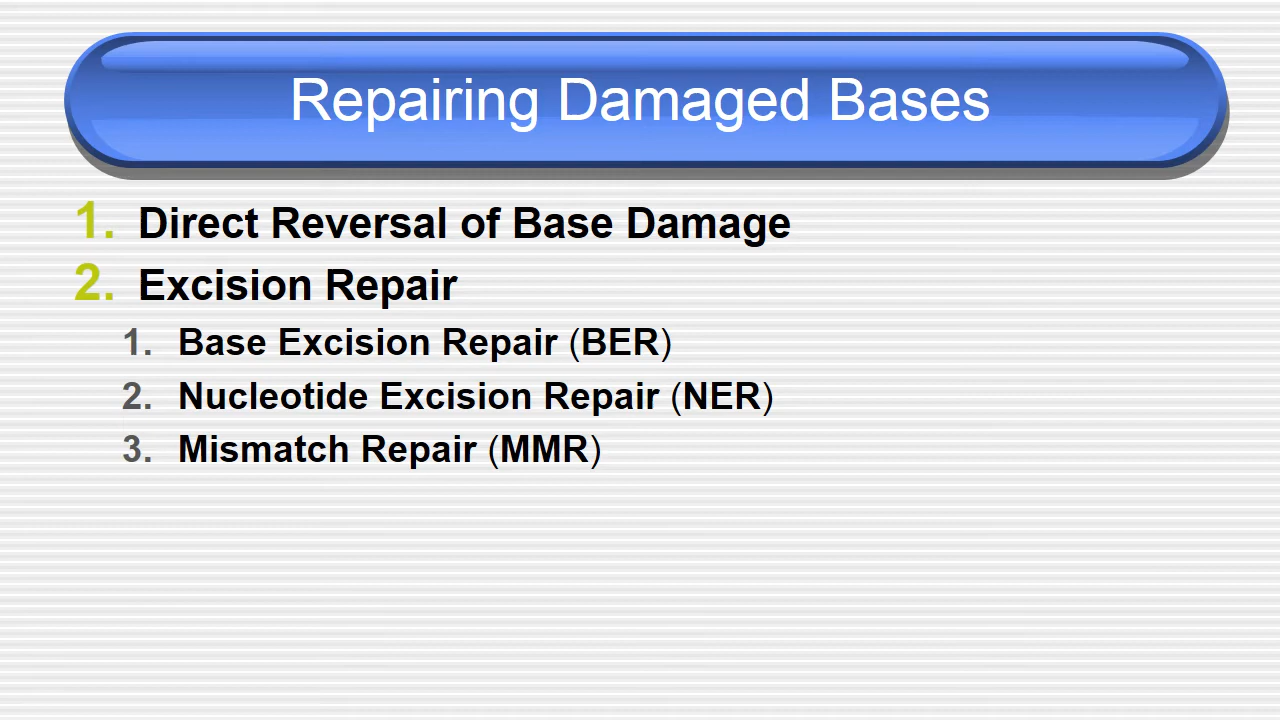 Repairing Damaged Bases
1. Direct Reversal of Base Damage
2. Excision Repair
1. Base Excision Repair (BER)
2. Nucleotide Excision Repair (NER)
3. Mismatch Repair (MMR)